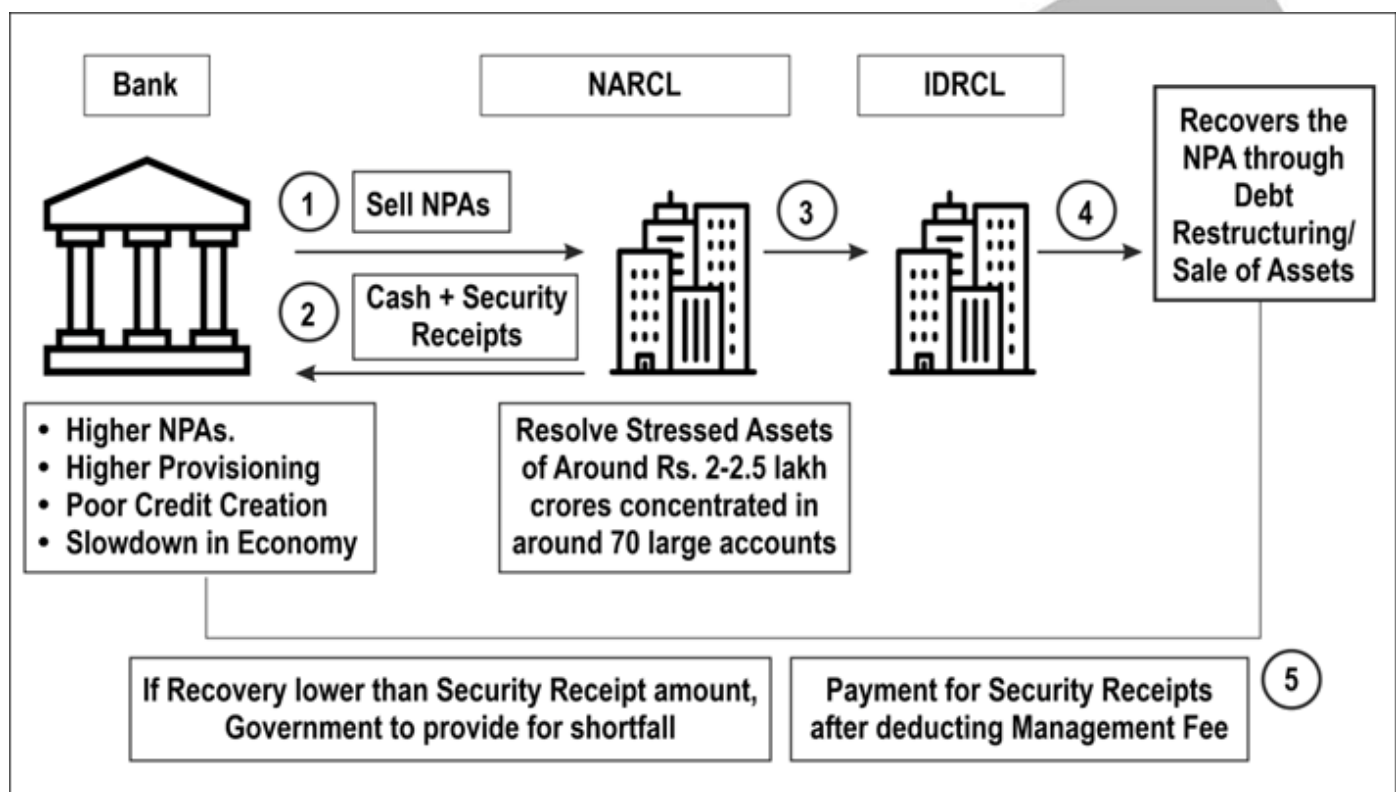 Bank
NARCL
IDRCL
1
Sell NPAs
2
Cash + Security
Receipts
3
4
Recovers the
NPA through
Debt
Restructuring/
Sale of Assets
• Higher NPAs.
• Higher Provisioning
• Poor Credit Creation
• Slowdown in Economy
Resolve Stressed Assets
of Around Rs. 2-2.5 lakh
crores concentrated in
around 70 large accounts
If Recovery lower than Security Receipt amount,
Government to provide for shortfall
Payment for Security Receipts
after deducting Management Fee
5